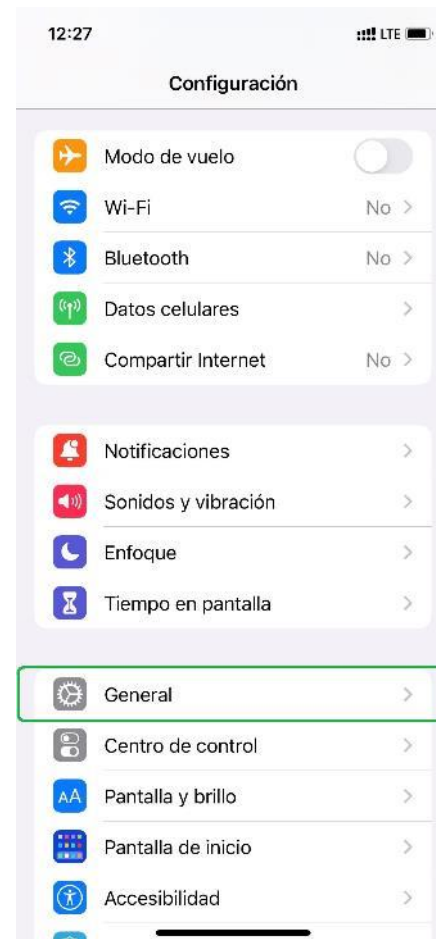 12:27 LTE
Configuración
Modo de vuelo
Wi-Fi No
Bluetooth No
Datos celulares
Compartir Internet No
Notificaciones
Sonidos y vibración
Enfoque
Tiempo en pantalla
General
Centro de control
AA Pantalla y brillo
Pantalla de inicio
Accesibilidad